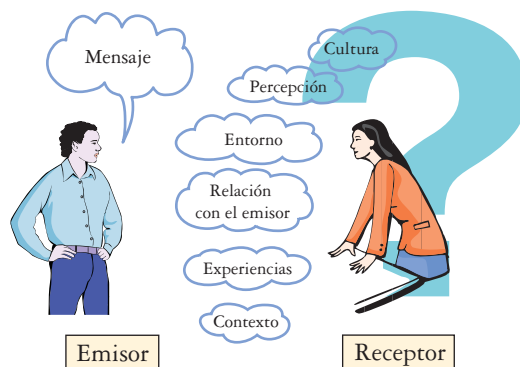 Mensaje
Cultura
Percepción
Entorno
Relación
con el emisor
Experiencias
Contexto
Emisor
Receptor